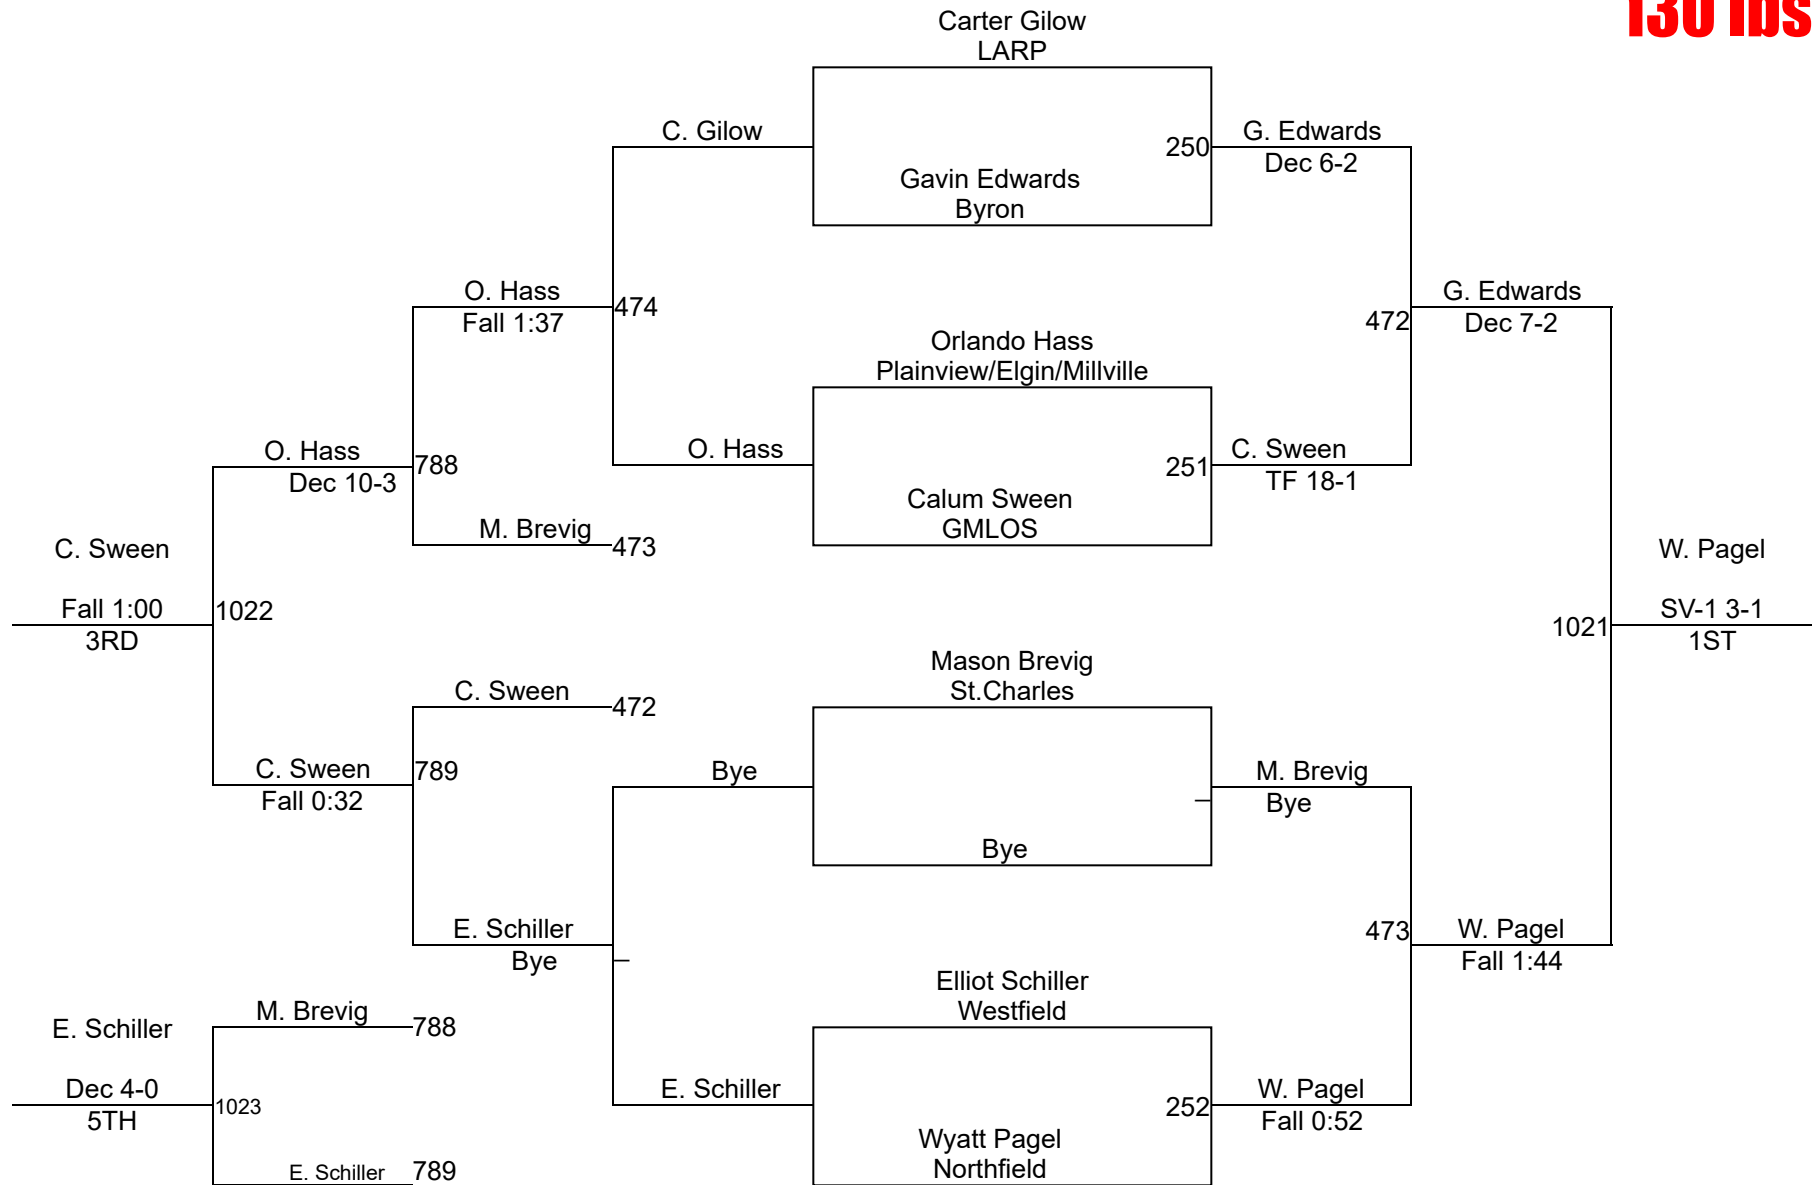 130 lbs
Carter Gilow
LARP
C. Gilow
250
G. Edwards
Dec 6-2
Gavin Edwards
Byron
O. Hass
Fall 1:37
474
G. Edwards
Dec 7-2
472
Orlando Hass
Plainview/Elgin/Millville
O. Hass
Dec 10-3
788
O. Hass
251
C. Sween
TF 18-1
Calum Sween
GMLOS
M. Brevig
473
C. Sween
Fall 1:00
3RD
1022
W. Pagel
SV-1 3-1
1ST
1021
Mason Brevig
St.Charles
C. Sween
472
C. Sween
Fall 0:32
789
Bye
M. Brevig
Bye
Bye
E. Schiller
Bye
473
W. Pagel
Fall 1:44
Elliot Schiller
Westfield
M. Brevig
788
E. Schiller
Dec 4-0
5TH
1023
E. Schiller
252
W. Pagel
Fall 0:52
Wyatt Pagel
Northfield
E. Schiller
789